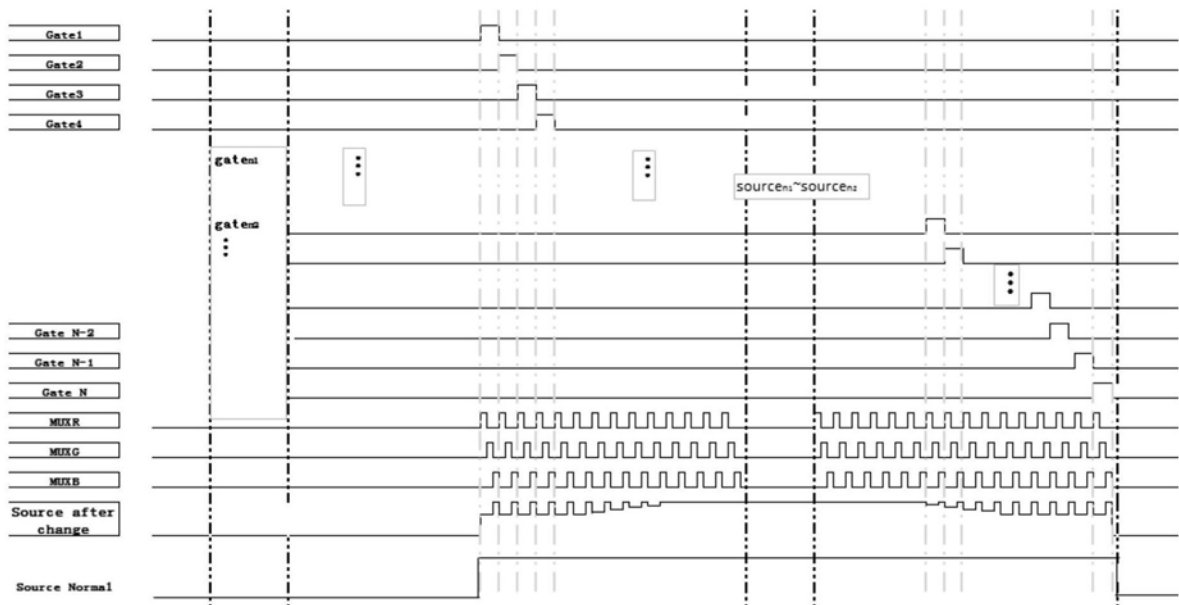 Gate1
Gate2
Gate3
Gate4
gaten1
sourcen1~sourcen2
gaten2
Gate N-2
Gate N-1
Gate N
MUXR
MUXG
MUXB
Source after
change
Source Normal